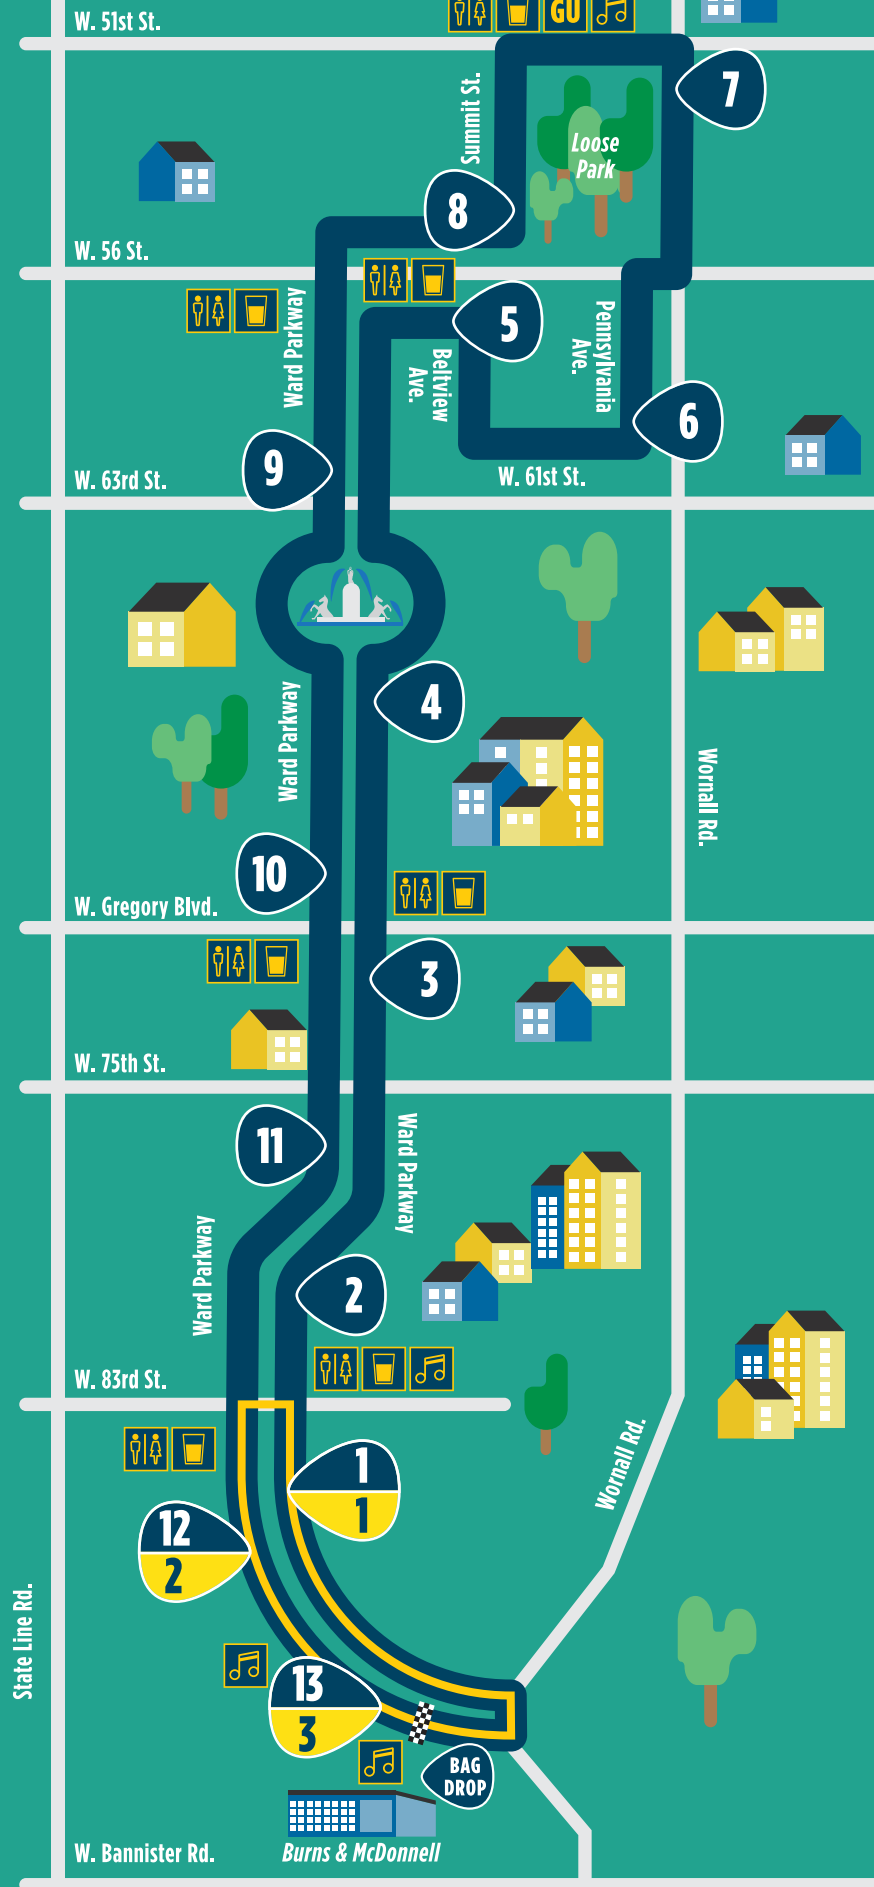 W. 51st St.
GU
Summit St.
7
Loose
Park
8
W. 56 St.
Ward Parkway
5
Pennsylvania
Ave.
Beltview
Ave.
6
9
W. 63rd St.
W. 61st St.
Ward Parkway
4
Wornall Rd.
10
W. Gregory Blvd.
3
W. 75th St.
11
Ward Parkway
Ward Parkway
2
W. 83rd St.
1
1
Wornall Rd.
12
2
State Line Rd.
13
3
BAG
DROP
W. Bannister Rd.
Burns & McDonnell